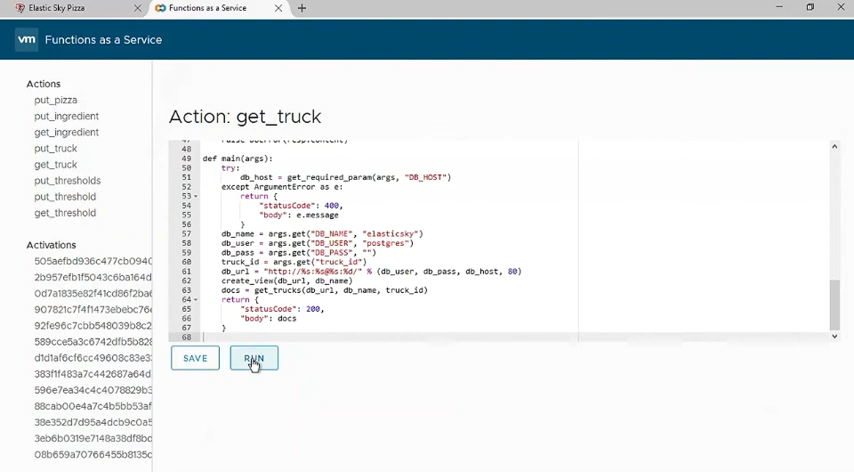 Elastic Sky Pizza
Functions as a Service
vm Functions as a Service
Actions
put_pizza
put_ingredient
get_ingredient
put_truck
get_truck
put_thresholds
put_threshold
get_threshold
Activations
505aefbd936c477cb0940
2b957efb1f5043c6ba164d
0d7a1835e82f41cd86f2ba
907821c7f4f1473ebebc76
92fe96c7cbb548039b8c2
589cce5a3c6742dfb5b828
d1d1af6cf6cc49608c83e3
383f1f483a4c442687a64d
596e7ea34c4c4078829b3
88cab00e4a7c4b5bb53af
38e352d7d95a4dcb9c0a5
3eb6b0319e7148a38df8b
08b659a70766455b8135c
Action: get_truck
48
49 def main(args):
50 try:
51 db_host = get_required_param(args, "DB_HOST")
52 except ArgumentError as e:
53 return {
54 "statusCode": 400,
55 "body": e.message
56 }
57 db_name = args.get("DB_NAME", "elasticsky")
58 db_user = args.get("DB_USER", "postgres")
59 db_pass = args.get("DB_PASS", "")
60 truck_id = args.get("truck_id")
61 db_url = "http://%s:%s@%s:%d/" % (db_user, db_pass, db_host, 80)
62 create_view(db_url, db_name)
63 docs = get_trucks(db_url, db_name, truck_id)
64 return {
65 "statusCode": 200,
66 "body": docs
67 }
68
SAVE RUN